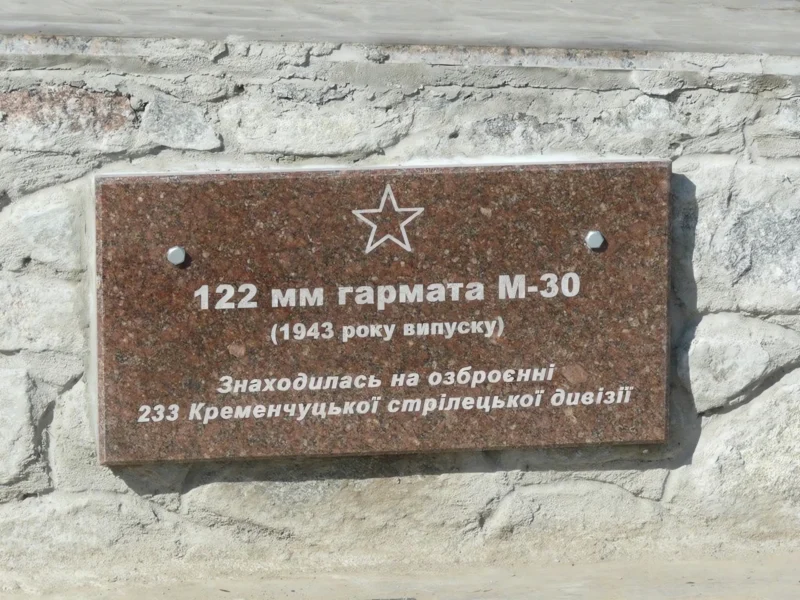 122 мм гармата М-30
(1943 року випуску)
Знаходилась на озброєнні
233 Кременчуцької стрілецької дивізії